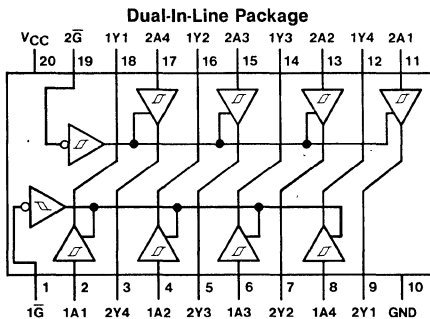 Dual-In-Line Package
VCC 2G̅ 1Y1 2A4 1Y2 2A3 1Y3 2A2 1Y4 2A1
20 19 18 17 16 15 14 13 12 11
1 2 3 4 5 6 7 8 9 10
1G̅ 1A1 2Y4 1A2 2Y3 1A3 2Y2 1A4 2Y1 GND